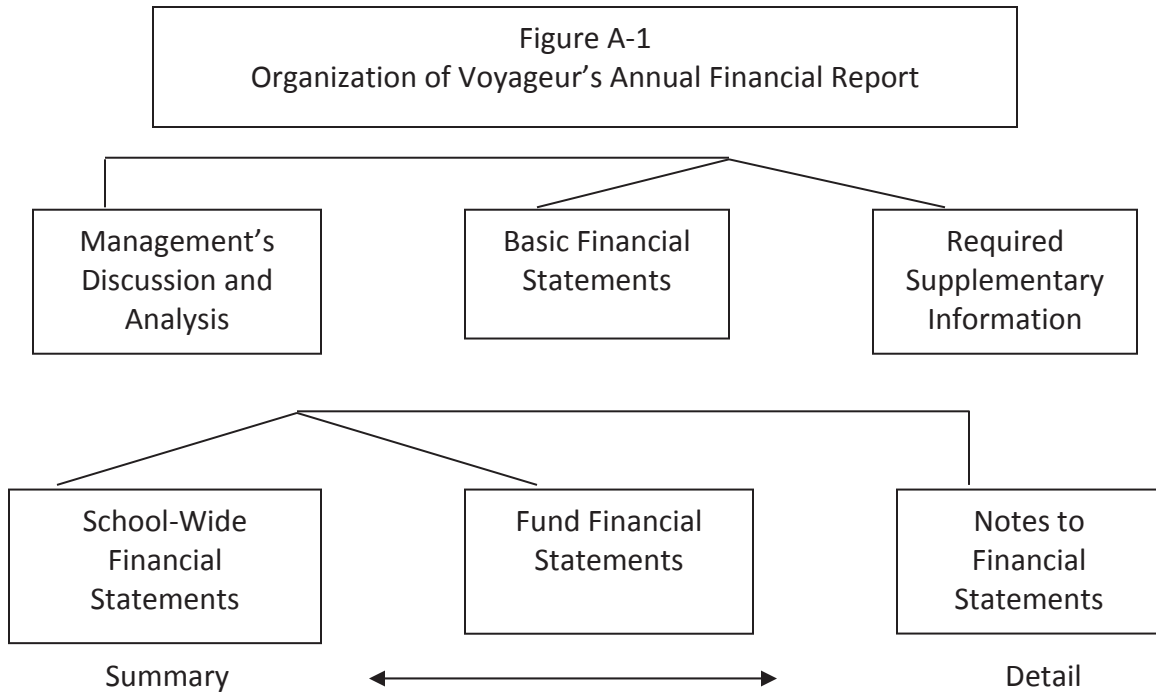 Figure A-1
Organization of Voyageur’s Annual Financial Report
Management’s
Discussion and
Analysis
Basic Financial
Statements
Required
Supplementary
Information
School-Wide
Financial
Statements
Fund Financial
Statements
Notes to
Financial
Statements
Summary
Detail